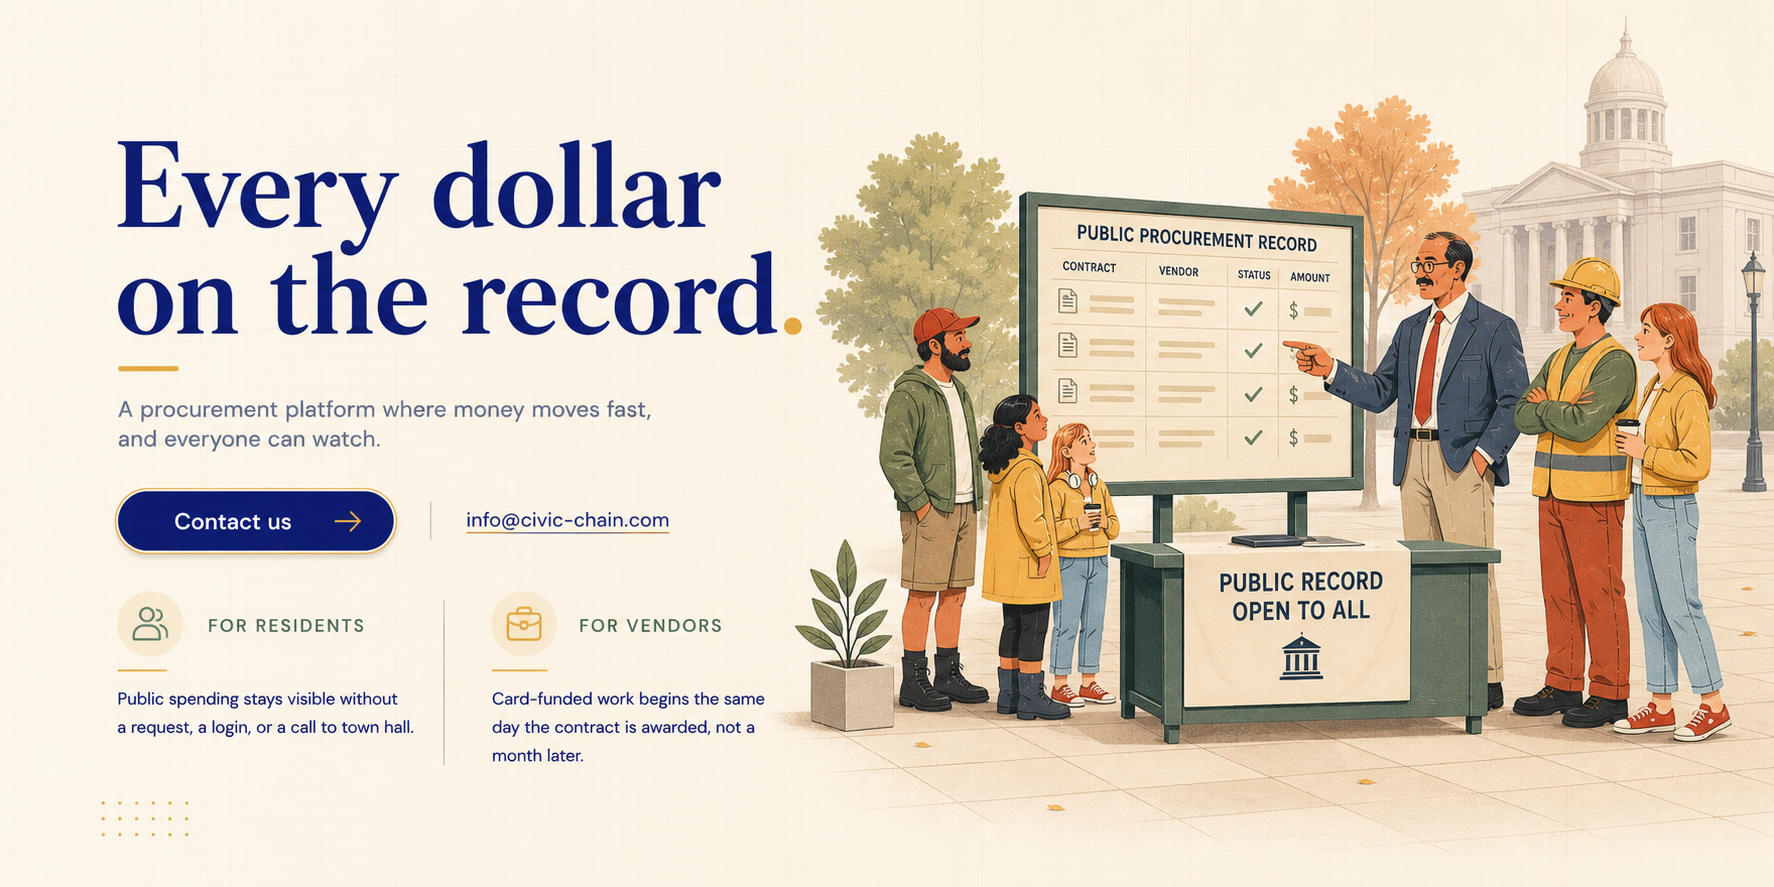 Every dollar
on the record.
A procurement platform where money moves fast,
and everyone can watch.
Contact us
info@civic-chain.com
FOR RESIDENTS
Public spending stays visible without
a request, a login, or a call to town hall.
FOR VENDORS
Card-funded work begins the same
day the contract is awarded, not a
month later.
PUBLIC PROCUREMENT RECORD
CONTRACT VENDOR STATUS AMOUNT
$
$
$
$
PUBLIC RECORD
OPEN TO ALL